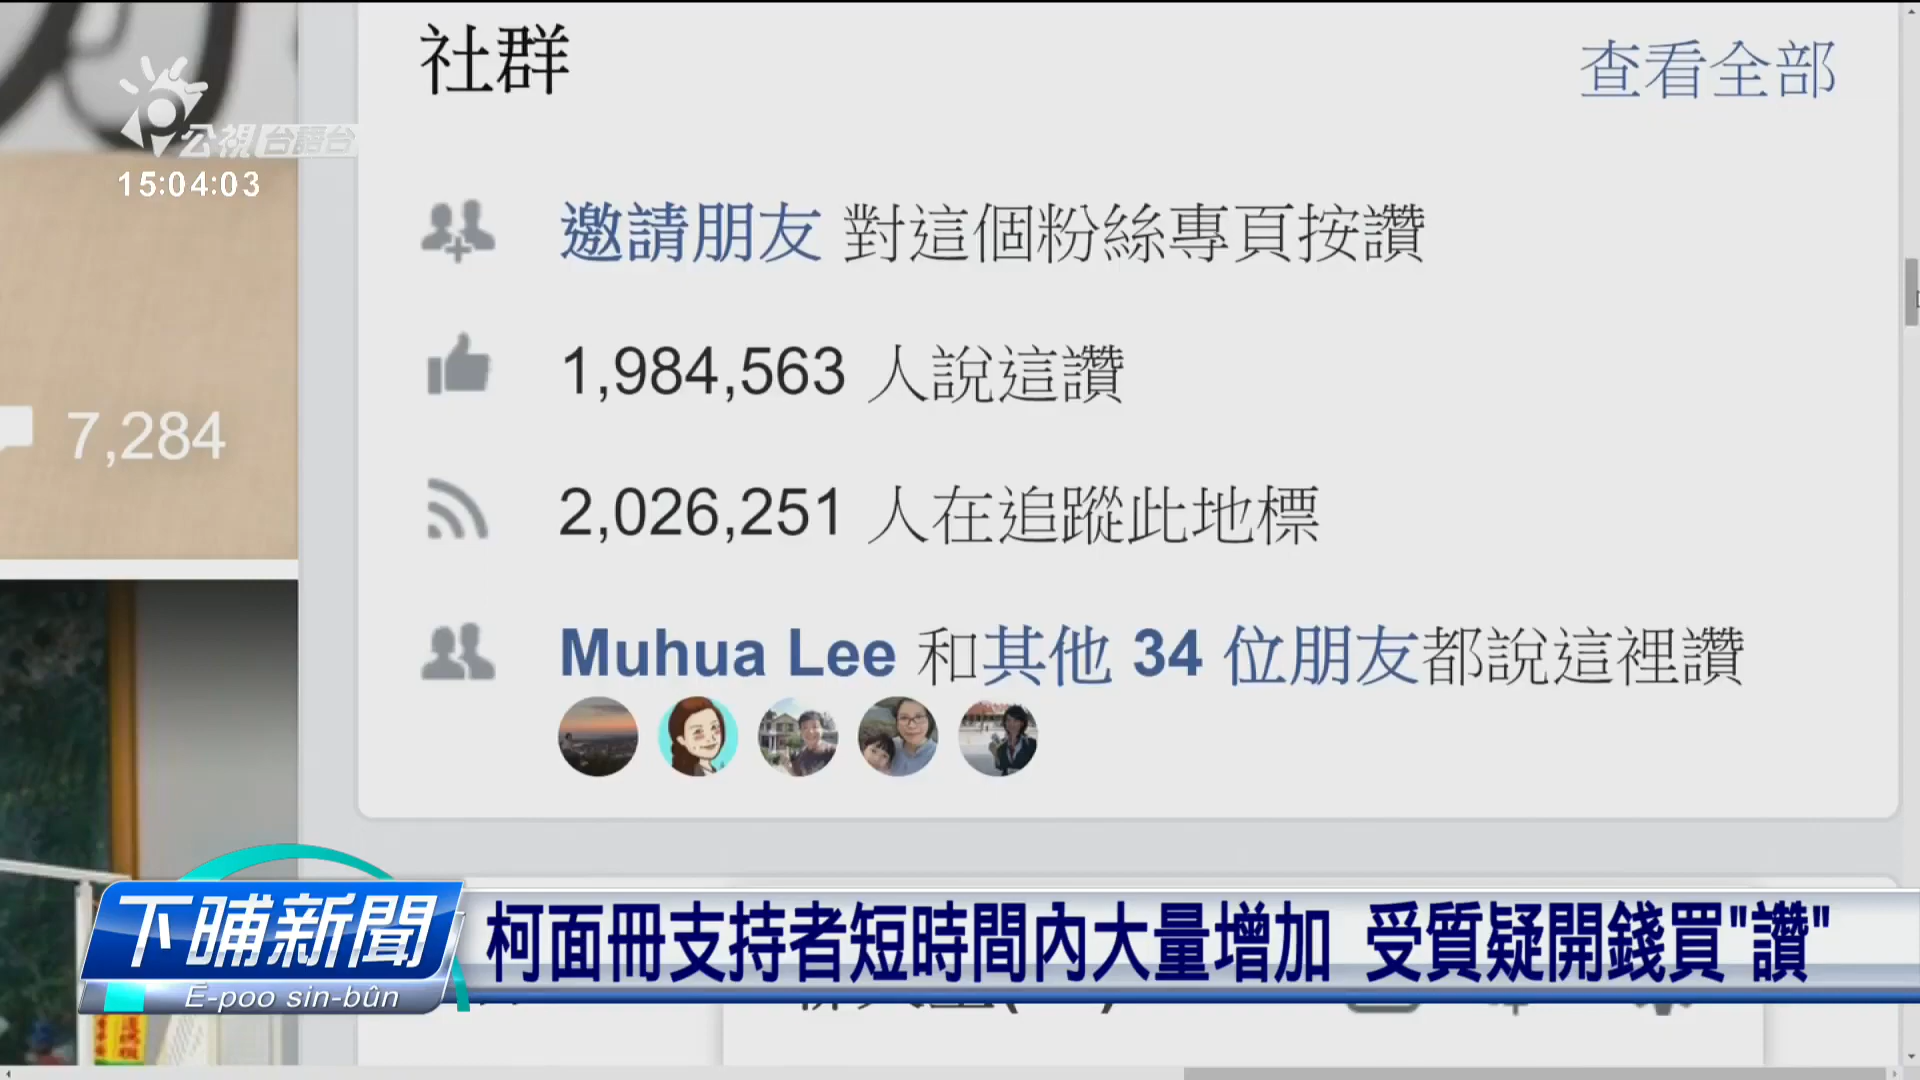 社群
查看全部
公視台語台
15:04:03
邀請朋友 對這個粉絲專頁按讚
1,984,563 人說這讚
7,284
2,026,251 人在追蹤此地標
Muhua Lee 和其他 34 位朋友都說這裡讚
下晡新聞
柯面冊支持者短時間內大量增加 受質疑開錢買"讚"
Ē-poo sin-bûn